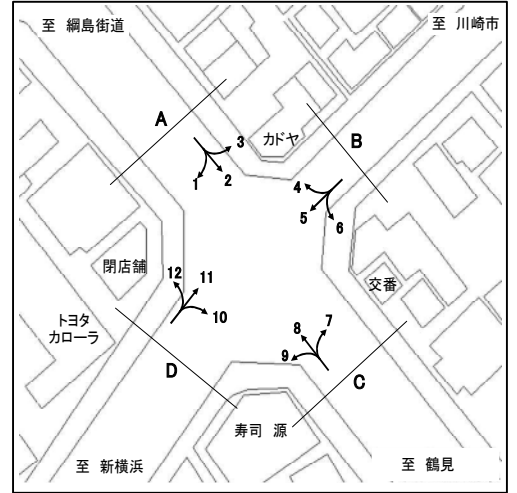 至 綱島街道
至 川崎市
A
カドヤ
B
3
1
2
4
5
6
閉店舗
12
11
10
交番
トヨタ
カローラ
8
7
9
D
C
寿司 源
至 新横浜
至 鶴見